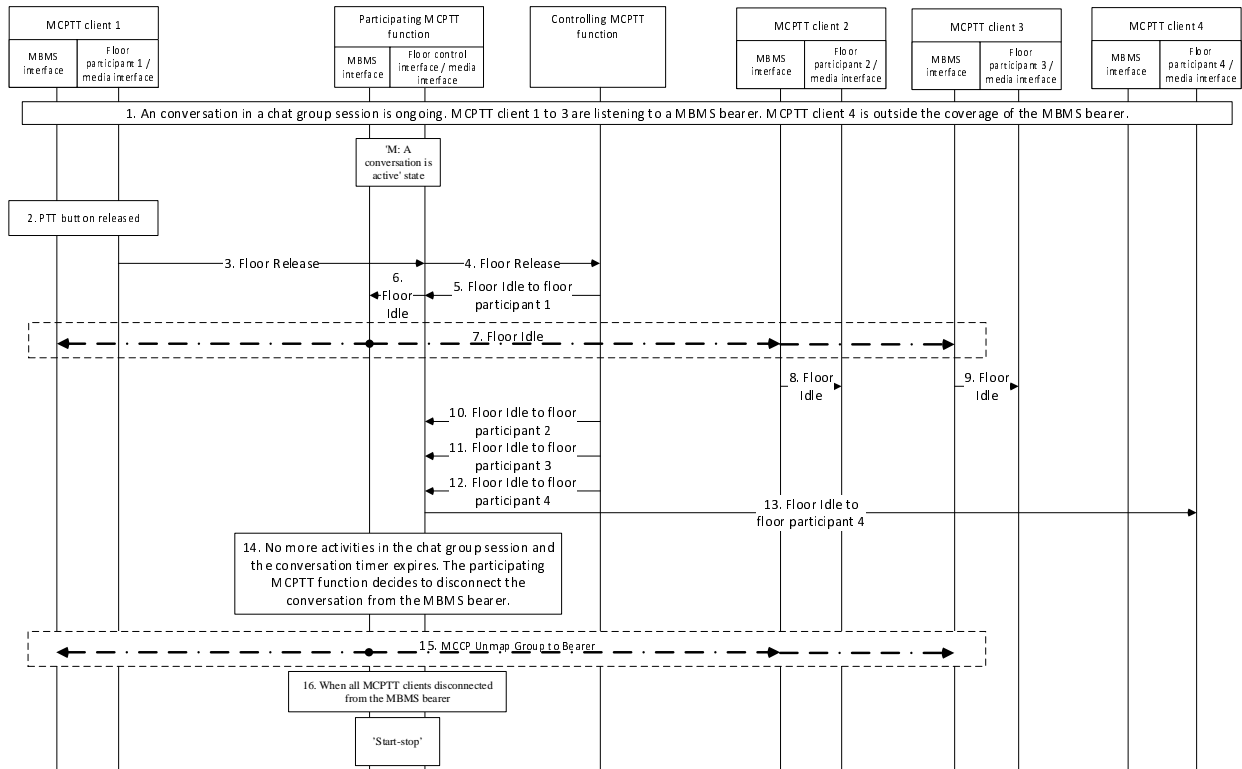 MCPTT client 1
MBMS
interface
Floor
participant 1 /
media interface
Participating MCPTT
function
MBMS
interface
Floor control
interface / media
interface
Controlling MCPTT
function
MCPTT client 2
MBMS
interface
Floor
participant 2 /
media interface
MCPTT client 3
MBMS
interface
Floor
participant 3 /
media interface
MCPTT client 4
MBMS
interface
Floor
participant 4 /
media interface
1. An conversation in a chat group session is ongoing. MCPTT client 1 to 3 are listening to a MBMS bearer. MCPTT client 4 is outside the coverage of the MBMS bearer.
'M: A
conversation is
active' state
2. PTT button released
3. Floor Release
4. Floor Release
5. Floor Idle to floor
participant 1
6.
Floor
Idle
7. Floor Idle
8. Floor
Idle
9. Floor
Idle
10. Floor Idle to floor
participant 2
11. Floor Idle to floor
participant 3
12. Floor Idle to floor
participant 4
13. Floor Idle to
floor participant 4
14. No more activities in the chat group session and
the conversation timer expires. The participating
MCPTT function decides to disconnect the
conversation from the MBMS bearer.
15. MCCP Unmap Group to Bearer
16. When all MCPTT clients disconnected
from the MBMS bearer
'Start-stop'